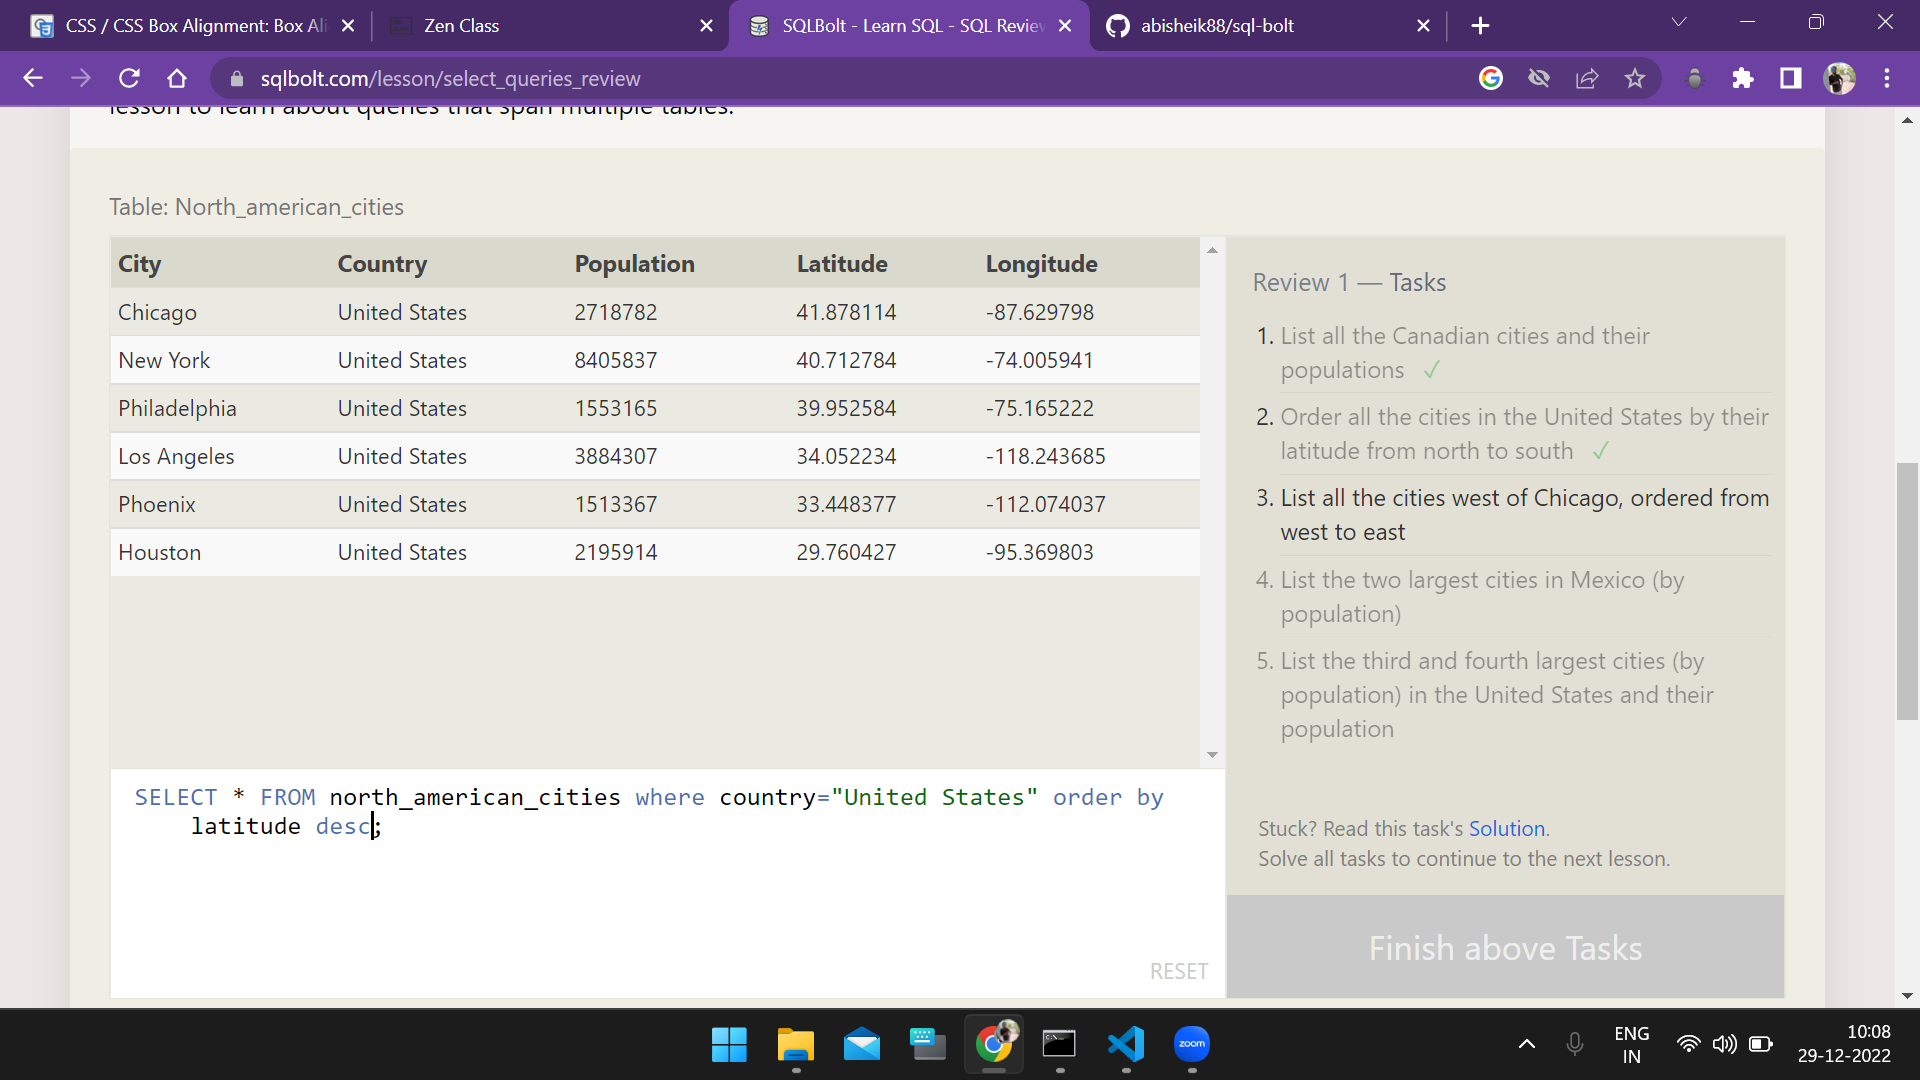 CSS / CSS Box Alignment: Box Ali
Zen Class
SQLBolt - Learn SQL - SQL Review
abisheik88/sql-bolt
sqlbolt.com/lesson/select_queries_review
lesson to learn about queries that span multiple tables.
Table: North_american_cities
City Country Population Latitude Longitude
Chicago United States 2718782 41.878114 -87.629798
New York United States 8405837 40.712784 -74.005941
Philadelphia United States 1553165 39.952584 -75.165222
Los Angeles United States 3884307 34.052234 -118.243685
Phoenix United States 1513367 33.448377 -112.074037
Houston United States 2195914 29.760427 -95.369803
SELECT * FROM north_american_cities where country="United States" order by
latitude desc;
RESET
Review 1 — Tasks
1. List all the Canadian cities and their
populations ✓
2. Order all the cities in the United States by their
latitude from north to south ✓
3. List all the cities west of Chicago, ordered from
west to east
4. List the two largest cities in Mexico (by
population)
5. List the third and fourth largest cities (by
population) in the United States and their
population
Stuck? Read this task's Solution.
Solve all tasks to continue to the next lesson.
Finish above Tasks
zoom
ENG
IN
10:08
29-12-2022